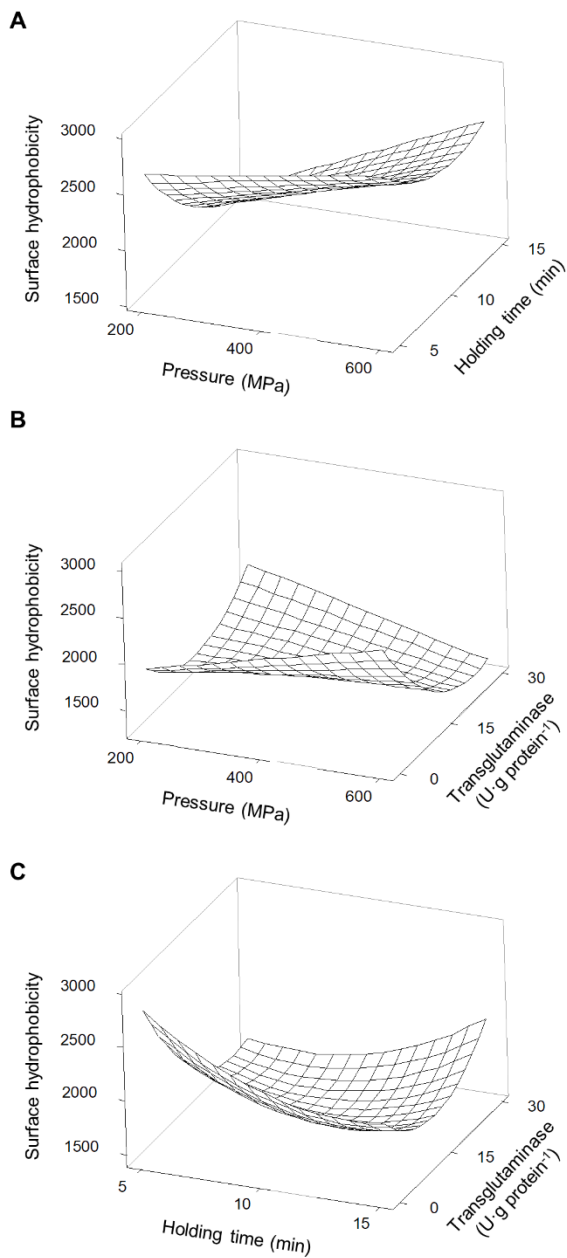 A
3000
2500
2000
1500
Surface hydrophobicity
200
400
600
Pressure (MPa)
5
10
15
Holding time (min)
B
3000
2500
2000
1500
Surface hydrophobicity
200
400
600
Pressure (MPa)
0
15
30
Transglutaminase
(U·g protein⁻¹)
C
3000
2500
2000
1500
Surface hydrophobicity
5
10
15
Holding time (min)
0
15
30
Transglutaminase
(U·g protein⁻¹)